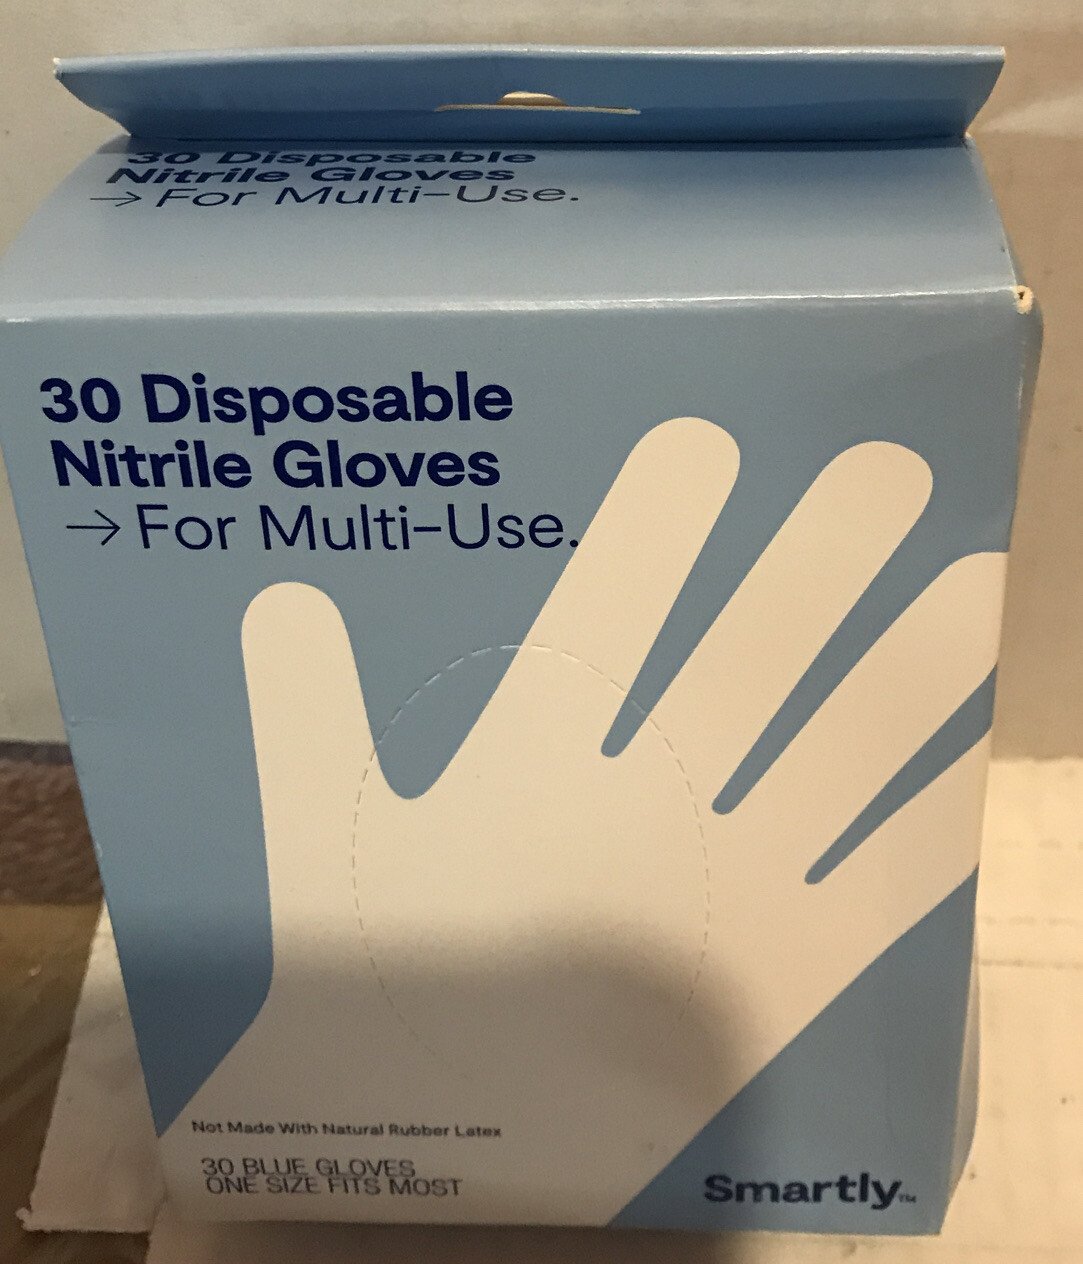 30 Disposable
Nitrile Gloves
→ For Multi-Use.
30 Disposable
Nitrile Gloves
→ For Multi-Use.
Not Made With Natural Rubber Latex
30 BLUE GLOVES
ONE SIZE FITS MOST
Smartly™